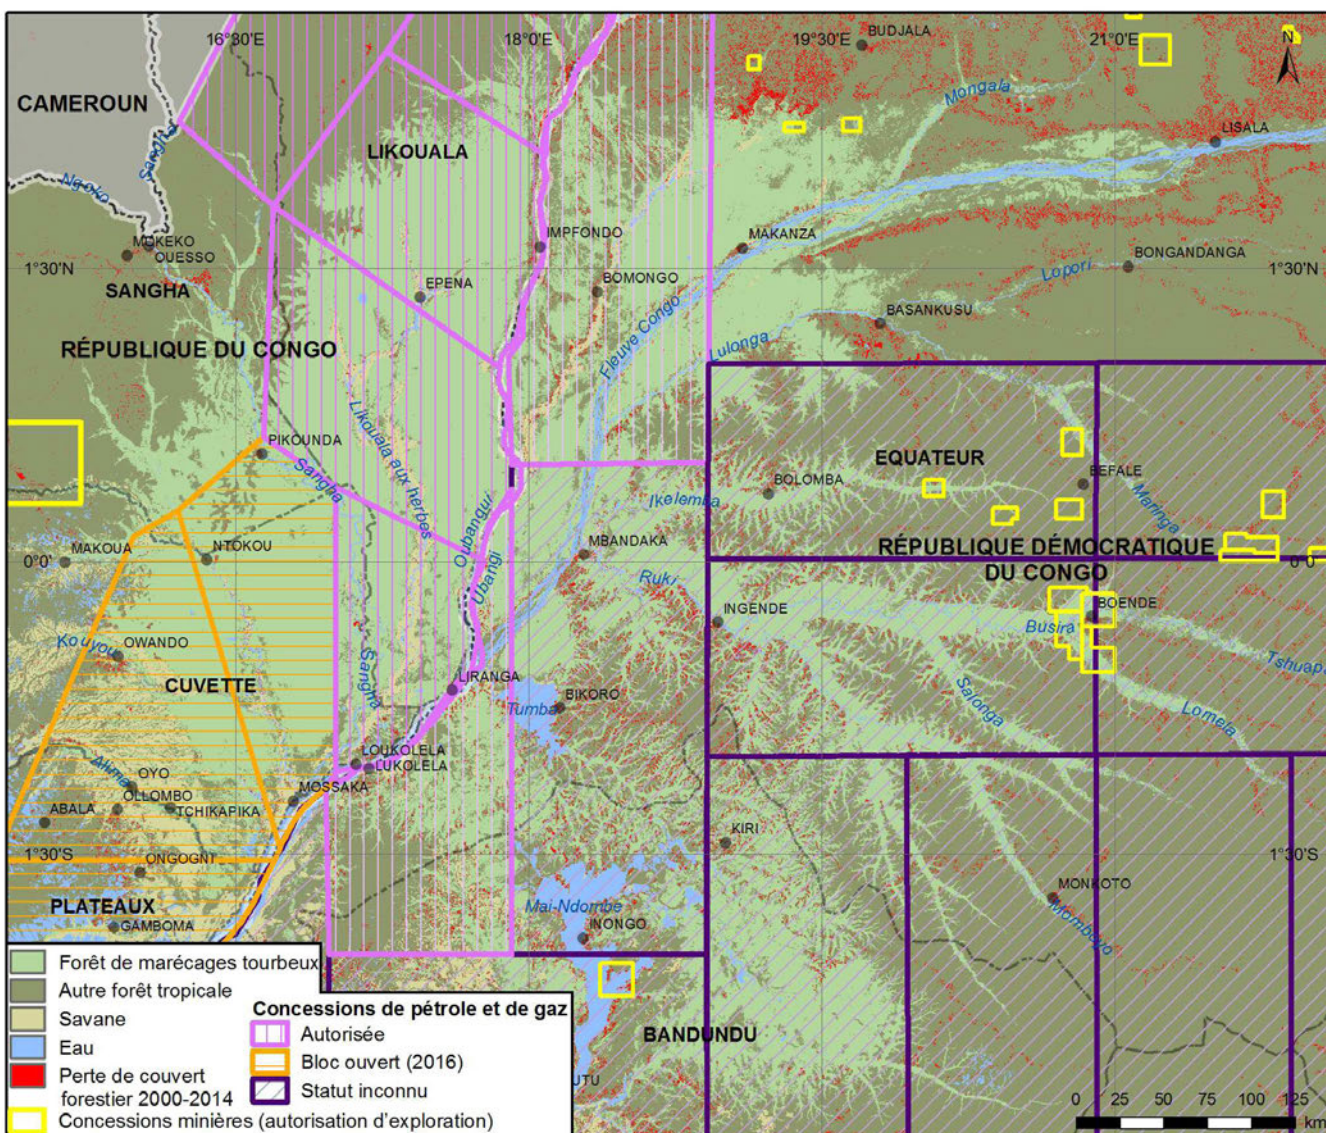 16°30'E
18°0'E
19°30'E
BUDJALA
21°0'E
N
CAMEROUN
Mongala
Sangha
LISALA
LIKOUALA
Ngoko
IMPFONDO
MAKANZA
MOKEKO
OUESSO
BONGANDANGA
1°30'N
1°30'N
Lopori
SANGHA
EPENA
BOMONGO
BASANKUSU
Fleuve Congo
Lulonga
RÉPUBLIQUE DU CONGO
Likouala aux herbes
PIKOUNDA
Sangha
EQUATEUR
BEFALE
BOLOMBA
Ikelemba
Maringa
Oubangui
Ubangi
MAKOUA
0°0'
NTOKOU
MBANDAKA
RÉPUBLIQUE DÉMOCRATIQUE
DU CONGO
0 0
Ruki
INGENDE
BOENDE
Busira
Kouyou
OWANDO
Sangha
Tshuapa
CUVETTE
LIRANGA
Salonga
Tumba
BIKORO
Lomela
LOUKOLELA
LUKOLELA
Alima
OYO
OLLOMBO
TCHIKAPIKA
MOSSAKA
ABALA
KIRI
1°30'S
ONGOGNI
1°30'S
MONKOTO
PLATEAUX
Mai-Ndombe
Momboyo
GAMBOMA
INONGO
BANDUNDU
UTU
Forêt de marécages tourbeux
Autre forêt tropicale
Savane
Eau
Perte de couvert
forestier 2000-2014
Concessions minières (autorisation d'exploration)
Concessions de pétrole et de gaz
Autorisée
Bloc ouvert (2016)
Statut inconnu
0 25 50 75 100 125
km